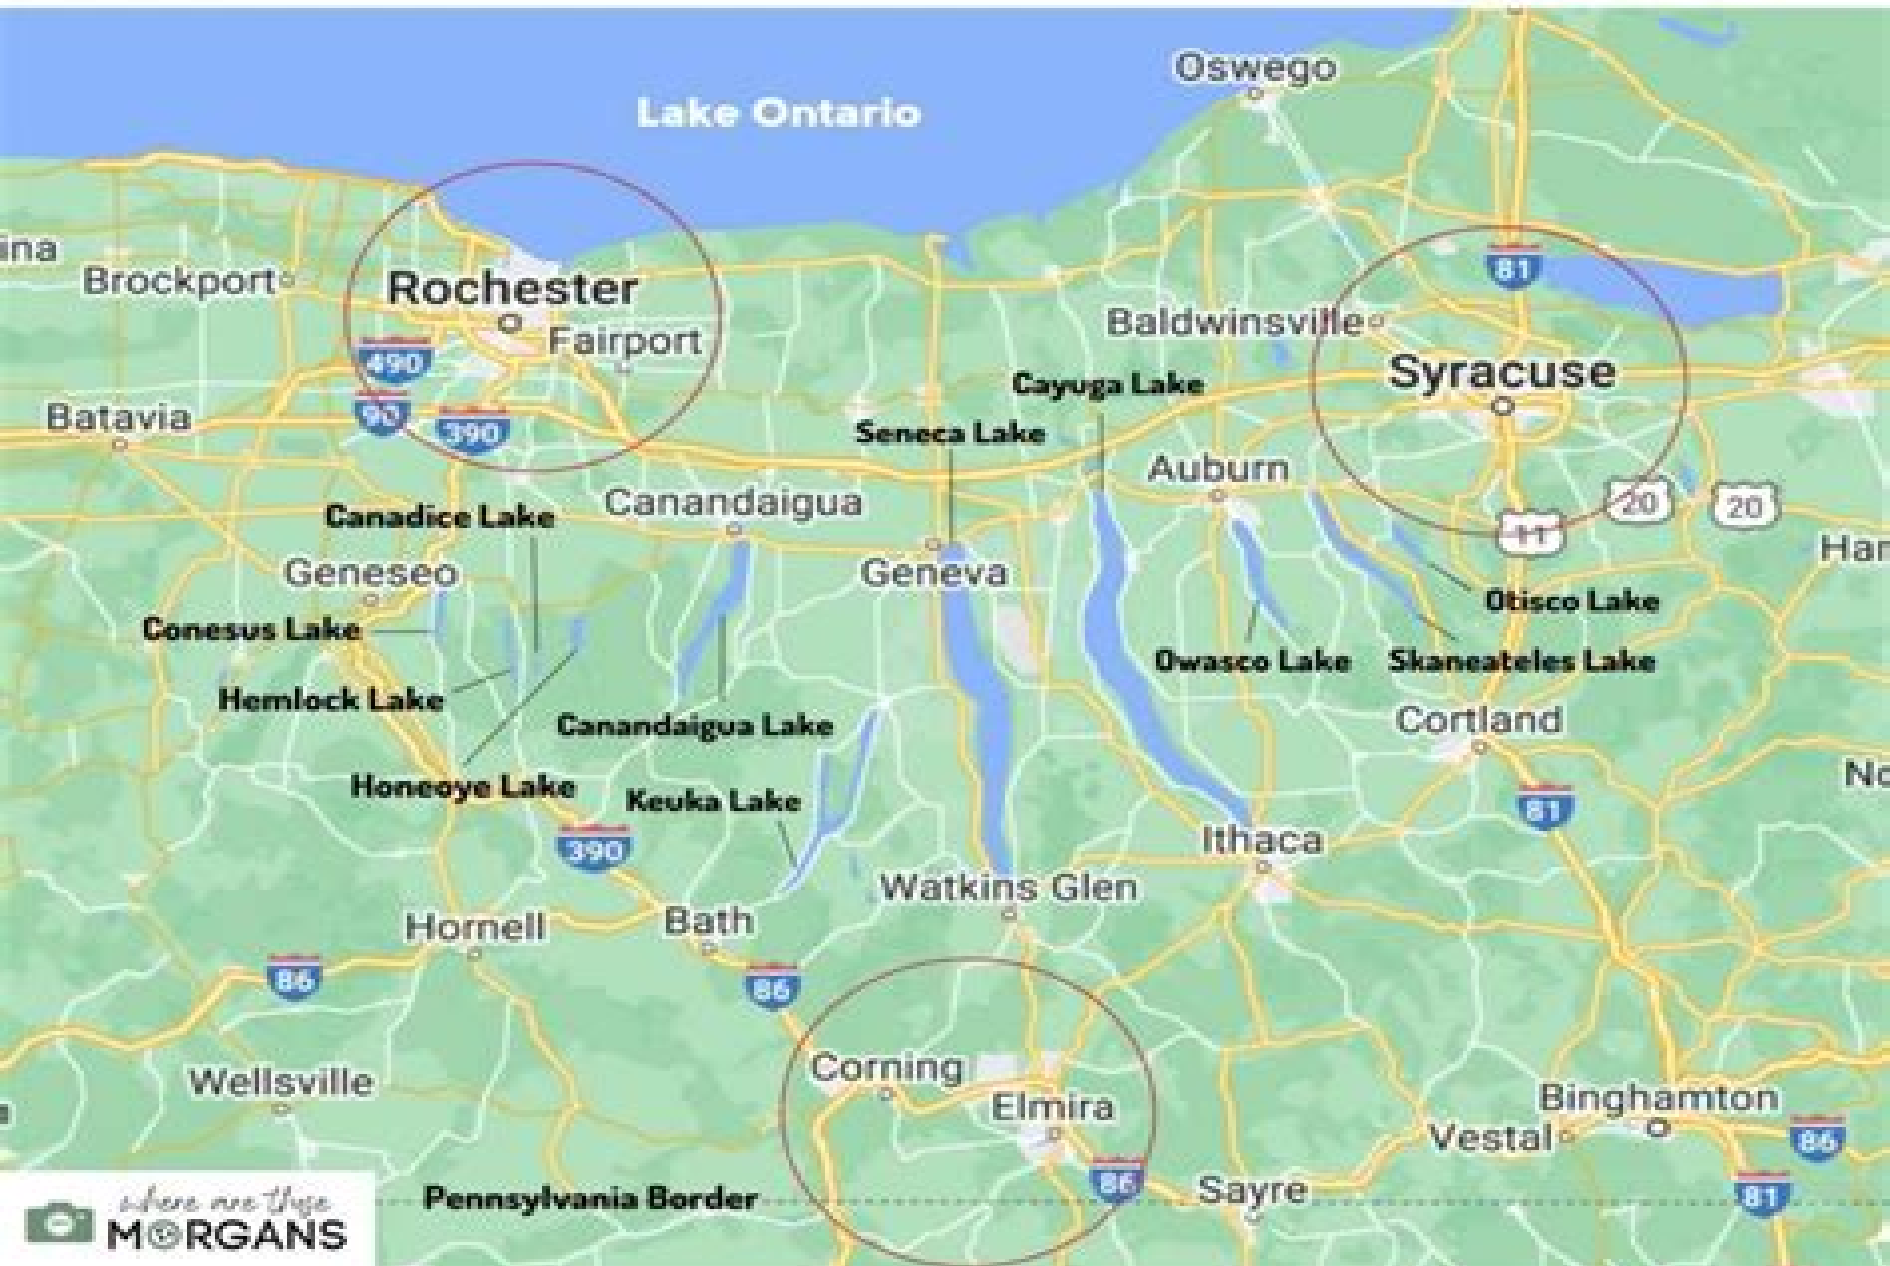 Oswego
Lake Ontario
ina
Brockport
Rochester
81
Baldwinsville
Fairport
490
Syracuse
Cayuga Lake
Batavia
90
390
Seneca Lake
Auburn
Canandaigua
20
20
Canadice Lake
11
Har
Geneseo
Geneva
Otisco Lake
Conesus Lake
Owasco Lake
Skaneateles Lake
Hemlock Lake
Canandaigua Lake
Cortland
No
Honeoye Lake
Keuka Lake
81
390
Ithaca
Watkins Glen
Hornell
Bath
86
86
Corning
Wellsville
Elmira
Binghamton
Vestal
86
86
Sayre
81
Pennsylvania Border
where are those
MORGANS